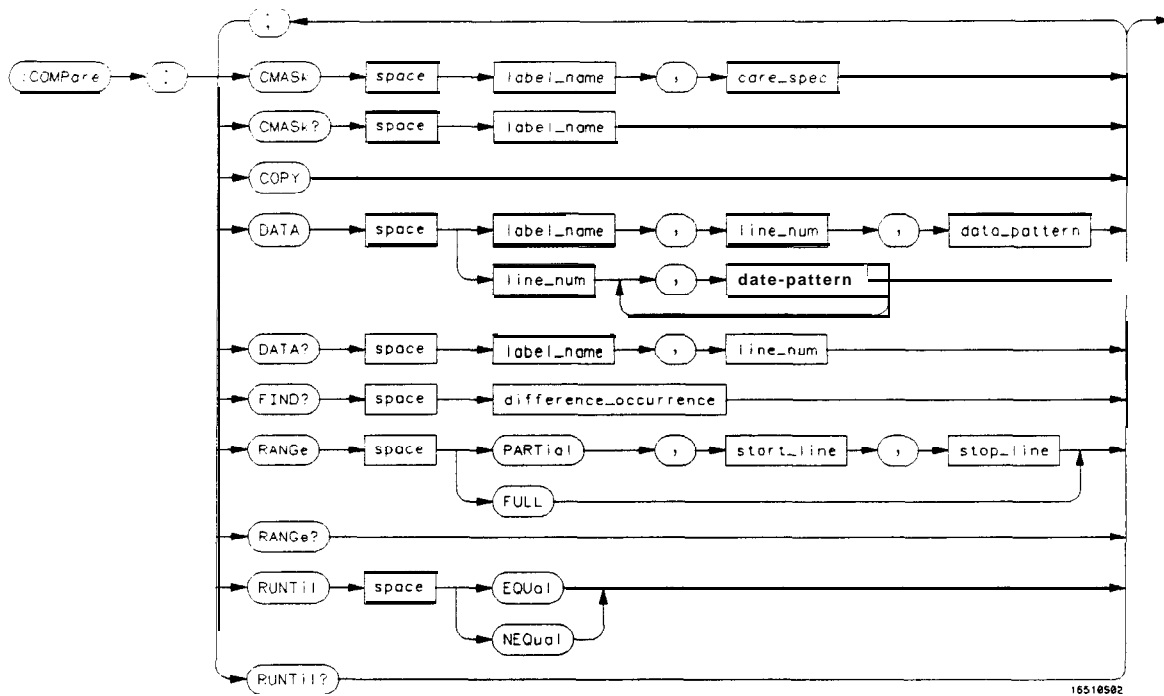 ;
:COMPare : CMASk space label_name , care_spec
CMASk? space label_name
COPY
DATA space label_name , line_num , data_pattern
line_num , date-pattern
DATA? space label_name , line_num
FIND? space difference_occurrence
RANGe space PARTial , start_line , stop_line
FULL
RANGe?
RUNTil space EQUal
NEQual
RUNTil?
16510S02